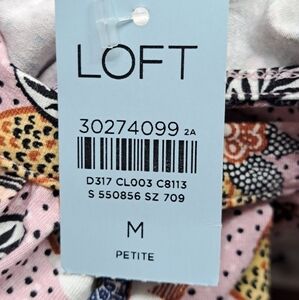 LOFT
30274099 2A
D317 CL003 C8113
S 550856 SZ 709
M
PETITE